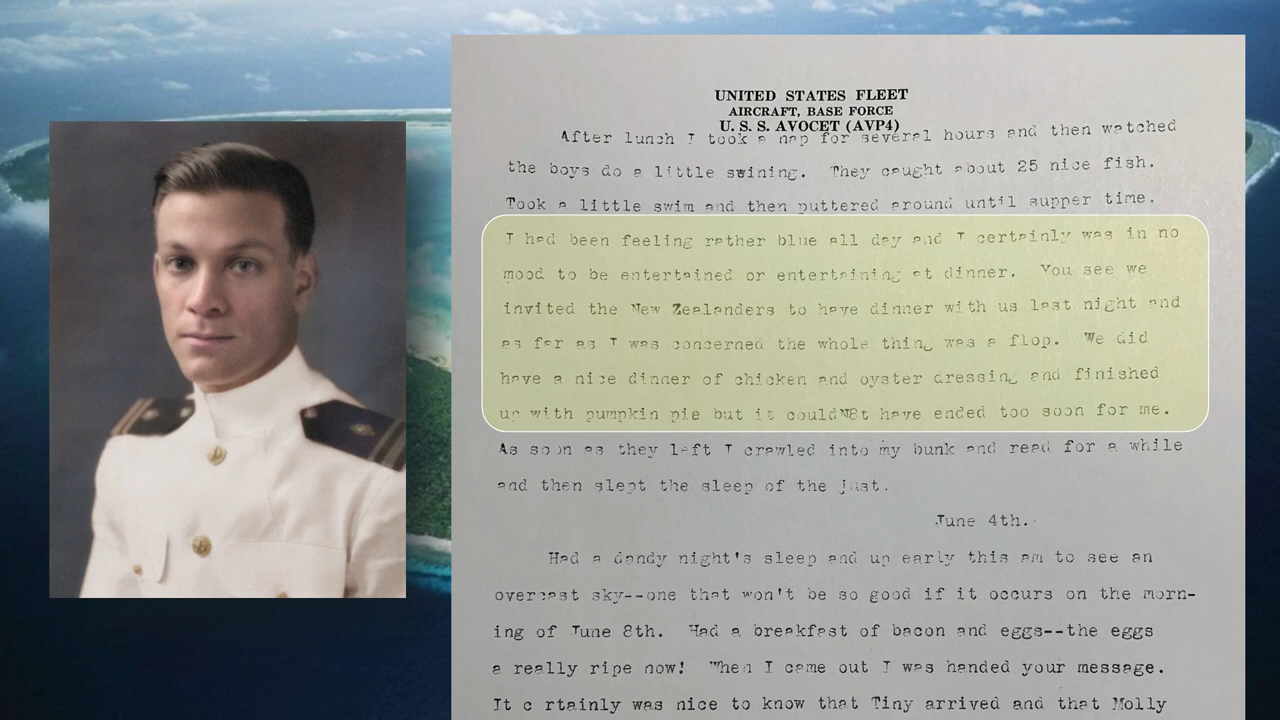 UNITED STATES FLEET
AIRCRAFT, BASE FORCE
U. S. S. AVOCET (AVP4)
After lunch I took a nap for several hours and then watched
the boys do a little swining. They caught about 25 nice fish.
Took a little swim and then puttered around until supper time.
I had been feeling rather blue all day and I certainly was in no
mood to be entertained or entertaining at dinner. You see we
invited the New Zealanders to have dinner with us last night and
as far as I was concerned the whole thing was a flop. We did
have a nice dinner of chicken and oyster dressing and finished
up with pumpkin pie but it could have ended too soon for me.
As soon as they left I crawled into my bunk and read for a while
and then slept the sleep of the just.
June 4th.
Had a dandy night's sleep and up early this am to see an
overcast sky--one that won't be so good if it occurs on the morn-
ing of June 8th. Had a breakfast of bacon and eggs--the eggs
a really ripe now! When I came out I was handed your message.
It c rtainly was nice to know that Tiny arrived and that Molly